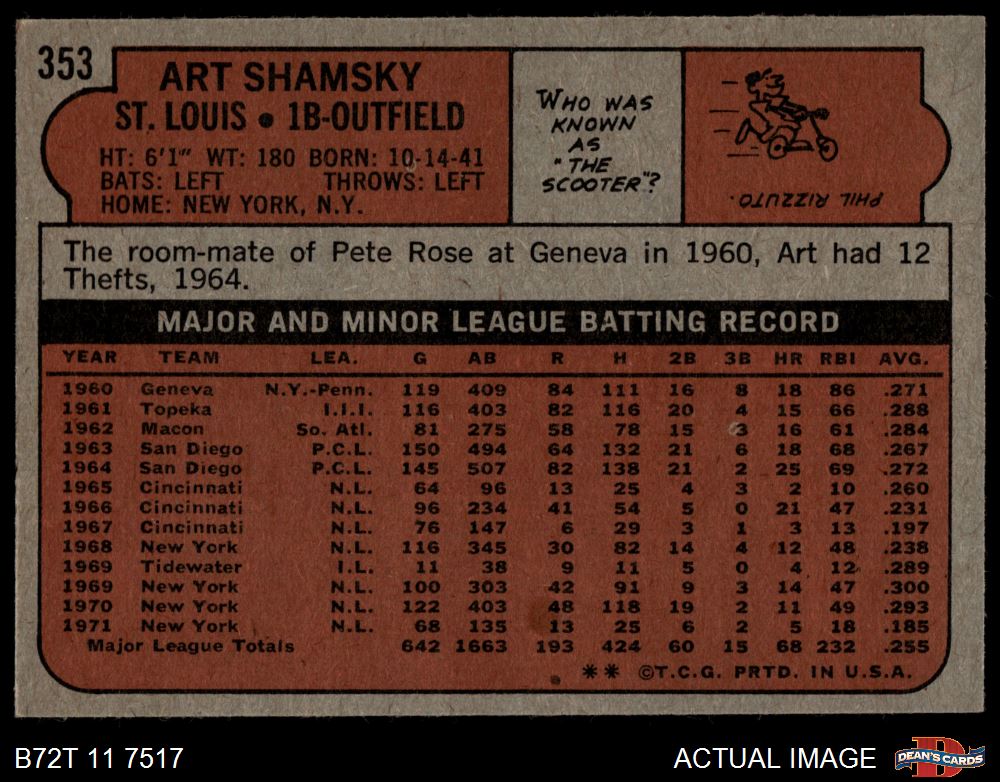 353
ART SHAMSKY
ST. LOUIS • 1B-OUTFIELD
HT: 6'1" WT: 180 BORN: 10-14-41
BATS: LEFT THROWS: LEFT
HOME: NEW YORK, N.Y.
WHO WAS
KNOWN
AS
"THE
SCOOTER"?
PHIL RIZZUTO.
The room-mate of Pete Rose at Geneva in 1960, Art had 12
Thefts, 1964.
MAJOR AND MINOR LEAGUE BATTING RECORD
YEAR TEAM LEA. G AB R H 2B 3B HR RBI AVG.
1960 Geneva N.Y.-Penn. 119 409 84 111 16 8 18 86 .271
1961 Topeka I.I.I. 116 403 82 116 20 4 15 66 .288
1962 Macon So. Atl. 81 275 58 78 15 3 16 61 .284
1963 San Diego P.C.L. 150 494 64 132 21 6 18 68 .267
1964 San Diego P.C.L. 145 507 82 138 21 2 25 69 .272
1965 Cincinnati N.L. 64 96 13 25 4 3 2 10 .260
1966 Cincinnati N.L. 96 234 41 54 5 0 21 47 .231
1967 Cincinnati N.L. 76 147 6 29 3 1 3 13 .197
1968 New York N.L. 116 345 30 82 14 4 12 48 .238
1969 Tidewater I.L. 11 38 9 11 5 0 4 12 .289
1969 New York N.L. 100 303 42 91 9 3 14 47 .300
1970 New York N.L. 122 403 48 118 19 2 11 49 .293
1971 New York N.L. 68 135 13 25 6 2 5 18 .185
Major League Totals 642 1663 193 424 60 15 68 232 .255
** ©T.C.G. PRTD. IN U.S.A.
B72T 11 7517
ACTUAL IMAGE
D
DEAN'S CARDS